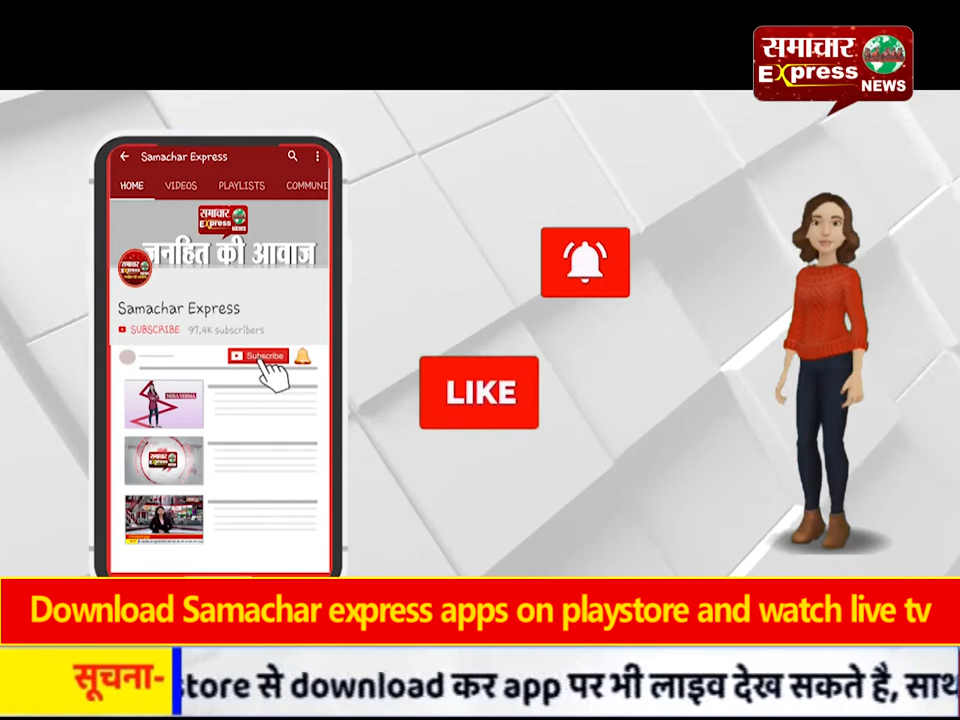 समाचार
Express
NEWS
Samachar Express
HOME VIDEOS PLAYLISTS COMMUNI
समाचार
Express
NEWS
जनहित की आवाज
Samachar Express
SUBSCRIBE 97.4K subscribers
Subscribe
LIKE
Download Samachar express apps on playstore and watch live tv
सूचना- store से download कर app पर भी लाइव देख सकते है, साथ